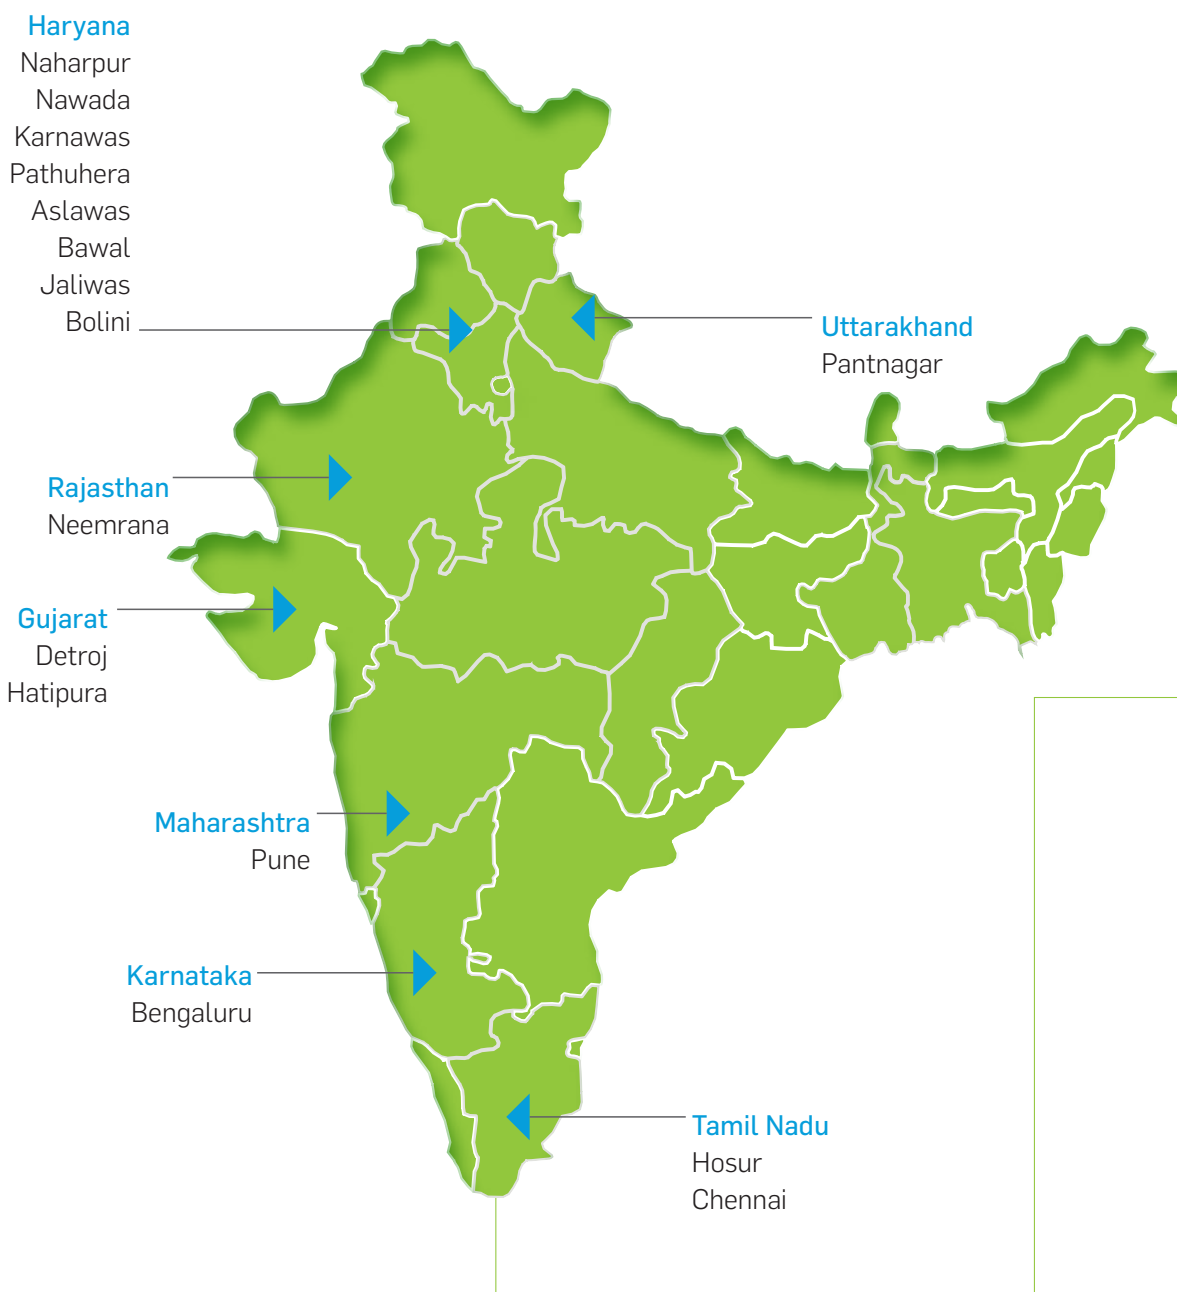 Haryana
Naharpur
Nawada
Karnawas
Pathuhera
Aslawas
Bawal
Jaliwas
Bolini
Uttarakhand
Pantnagar
Rajasthan
Neemrana
Gujarat
Detroj
Hatipura
Maharashtra
Pune
Karnataka
Bengaluru
Tamil Nadu
Hosur
Chennai